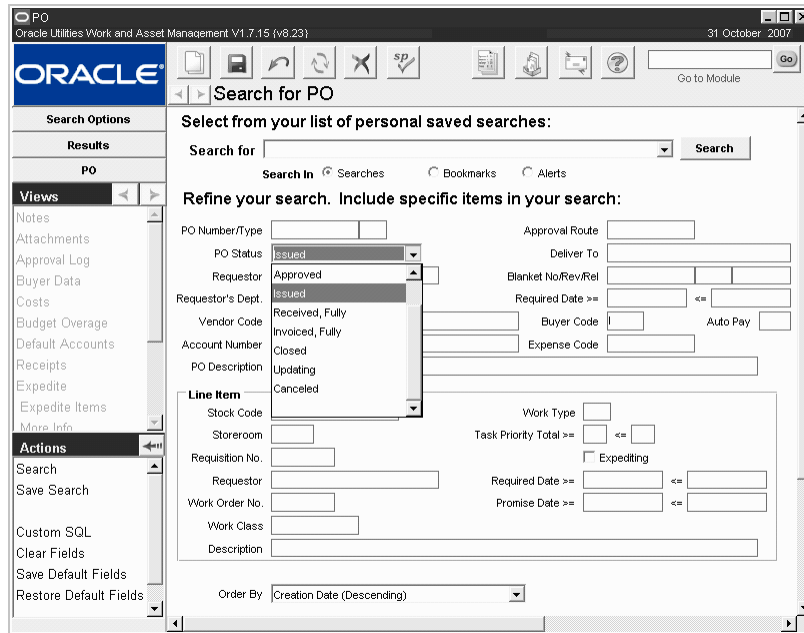 PO
Oracle Utilities Work and Asset Management V1.7.15 (v8.23) 31 October 2007
ORACLE
sp
Go
Go to Module
Search for PO
Search Options
Results
PO
Views
Notes
Attachments
Approval Log
Buyer Data
Costs
Budget Overage
Default Accounts
Receipts
Expedite
Expedite Items
More Info
Actions
Search
Save Search
Custom SQL
Clear Fields
Save Default Fields
Restore Default Fields
Select from your list of personal saved searches:
Search for Search
Search In Searches Bookmarks Alerts
Refine your search. Include specific items in your search:
PO Number/Type Approval Route
PO Status Issued Deliver To
Requestor Approved Blanket No/Rev/Rel
Issued
Requestor's Dept. Required Date >= <=
Received, Fully
Vendor Code Buyer Code Auto Pay
Invoiced, Fully
Account Number Expense Code
Closed
PO Description Updating
Canceled
Line Item
Stock Code Work Type
Storeroom Task Priority Total >= <=
Requisition No. Expediting
Requestor Required Date >= <=
Work Order No. Promise Date >= <=
Work Class
Description
Order By Creation Date (Descending)